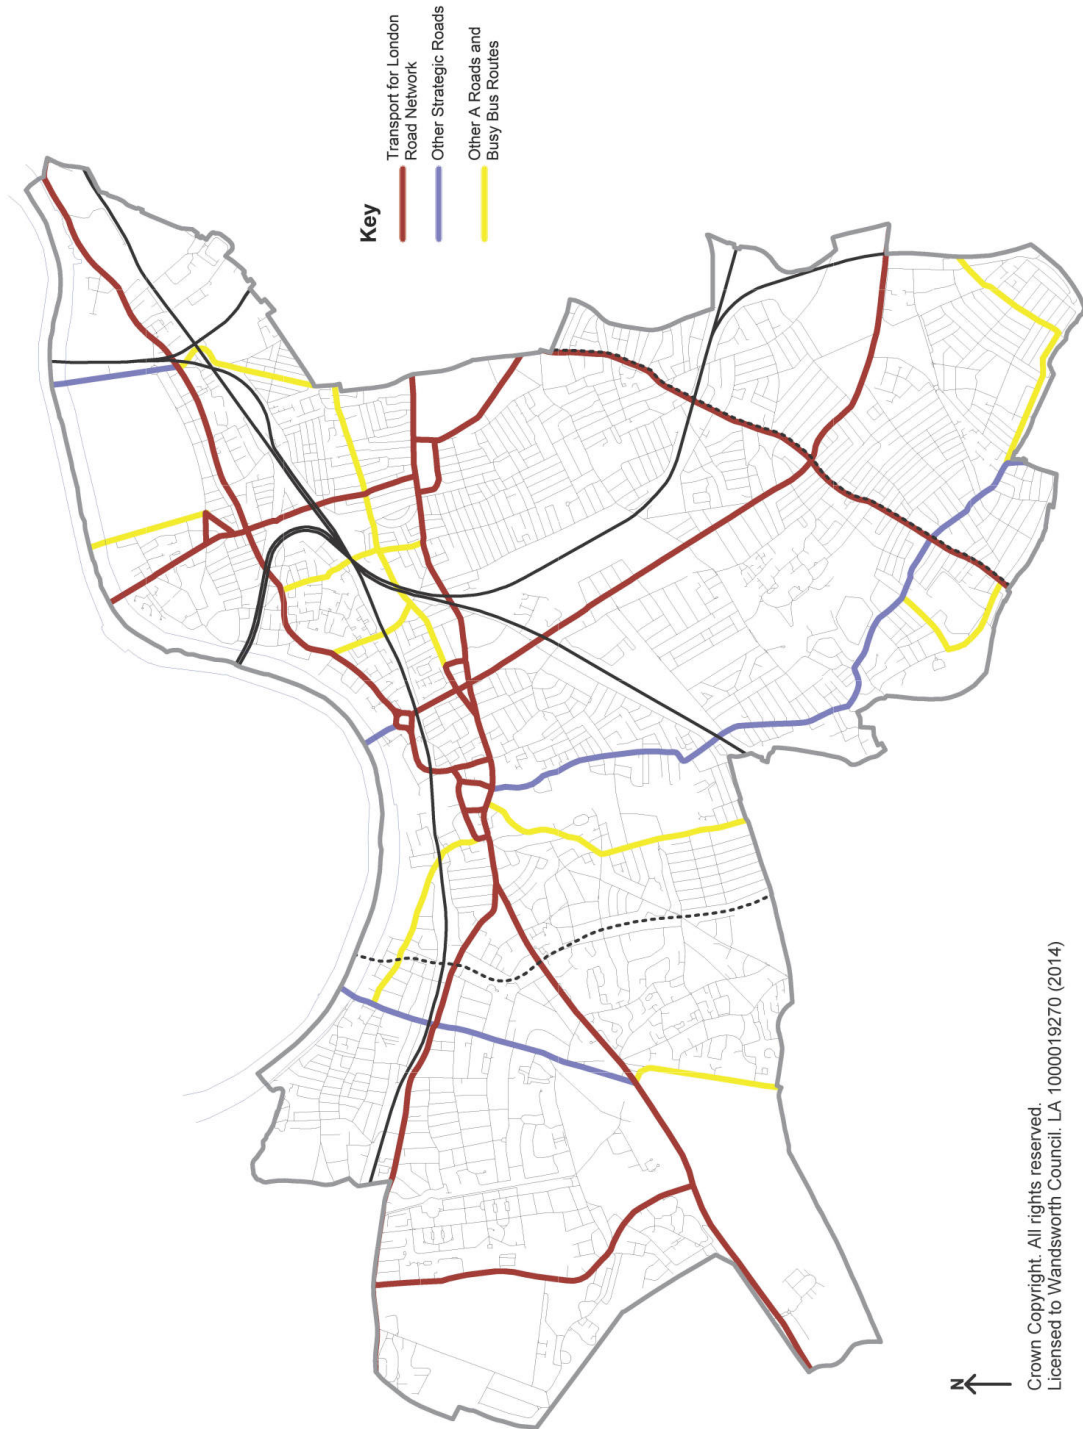 Key
Transport for London
Road Network
Other Strategic Roads
Other A Roads and
Busy Bus Routes
N
Crown Copyright. All rights reserved.
Licensed to Wandsworth Council. LA 1000019270 (2014)